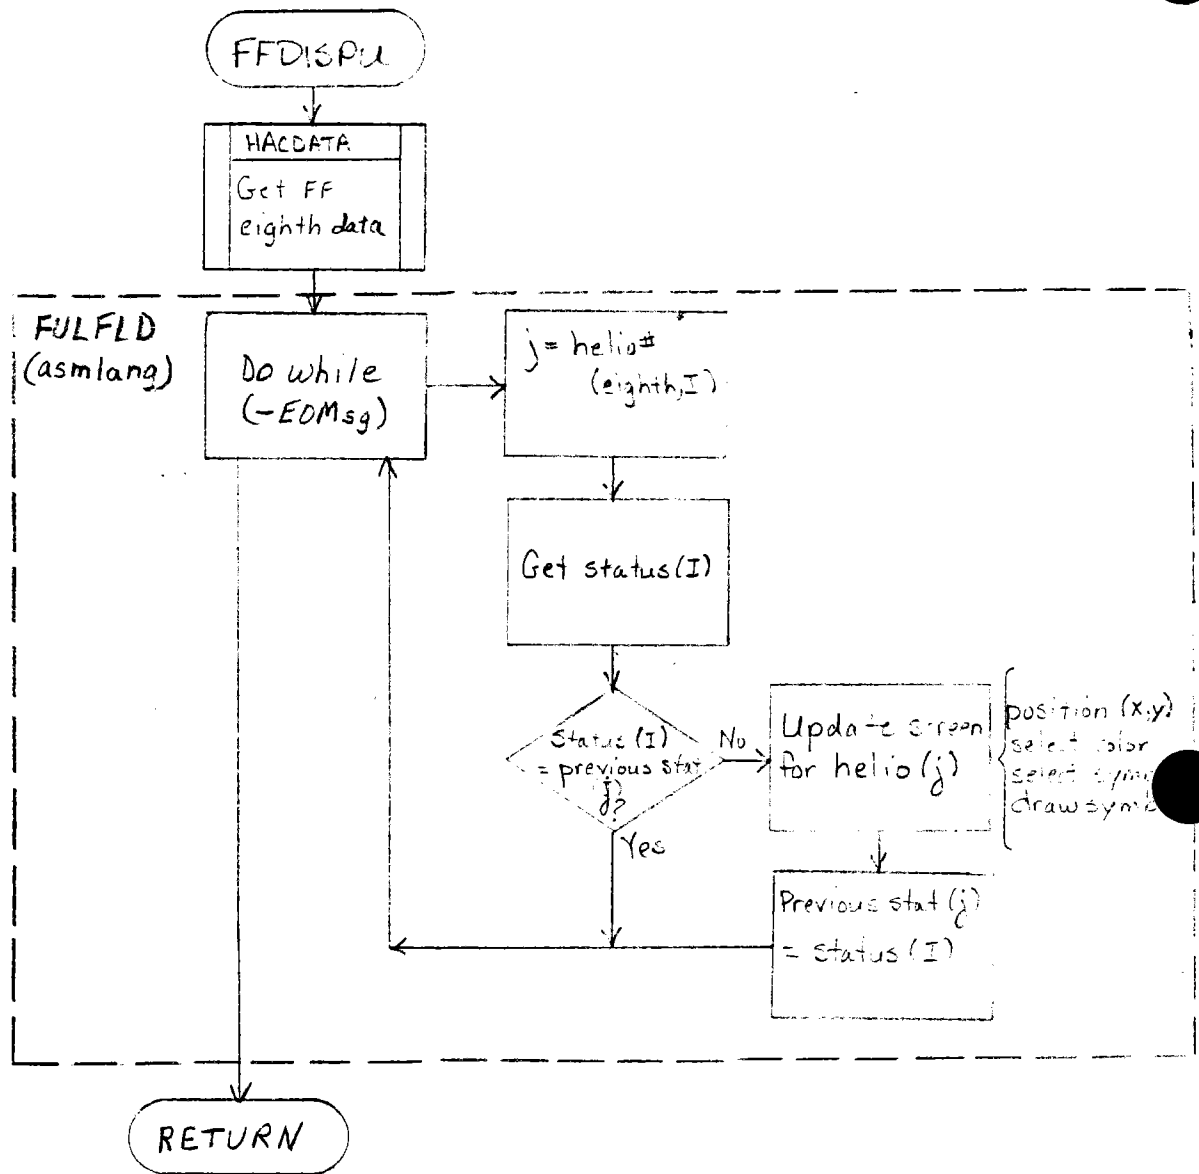 FFDISPU
HACDATA
Get FF
eighth data
FULFLD
(asmlang)
Do while
(-EOMsg)
j = helio#
(eighth, I)
Get status(I)
Status (I)
= previous stat
j?
No
Yes
Update screen
for helio (j)
position (x,y)
select color
select
draw
Previous stat (j)
= status (I)
RETURN